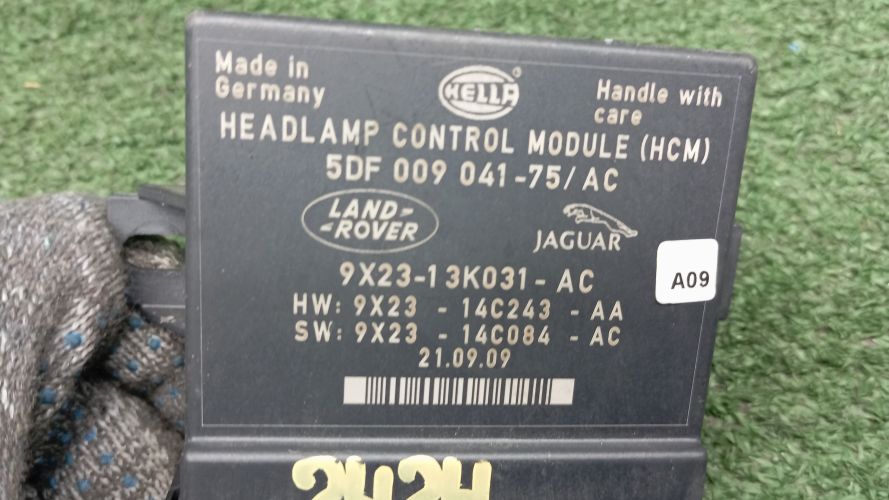 Made in
Germany
HELLA
®
Handle with
care
HEADLAMP CONTROL MODULE (HCM)
5DF 009 041-75/AC
LAND-
-ROVER
JAGUAR
9X23-13K031-AC
A09
HW: 9X23 - 14C243 - AA
SW: 9X23 - 14C084 - AC
21.09.09
2424